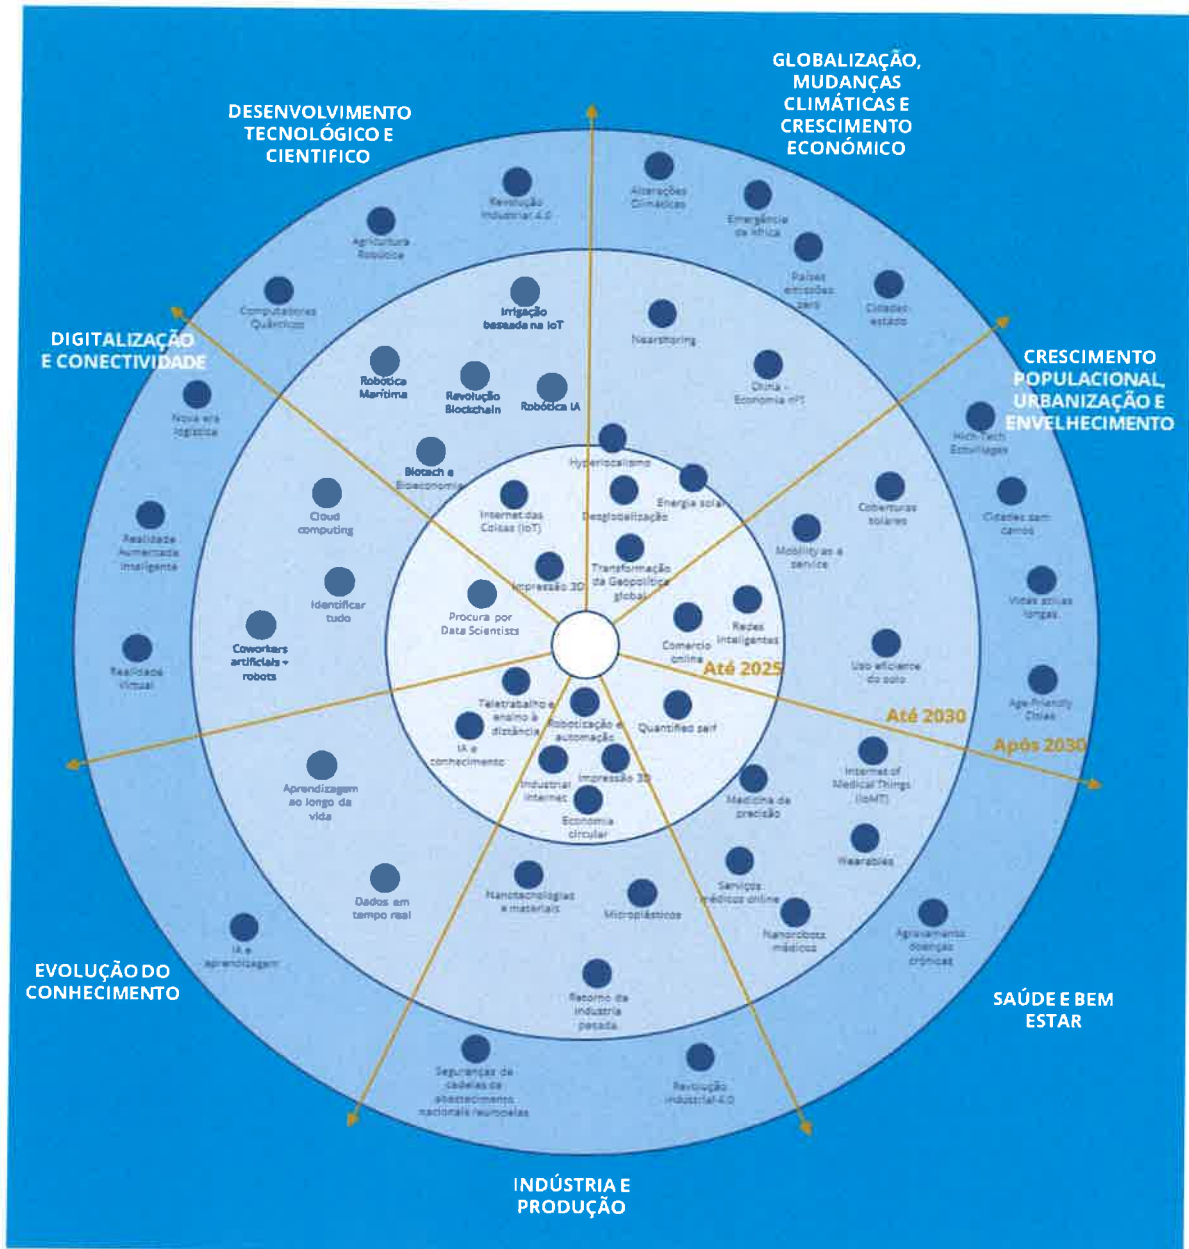 GLOBALIZAÇÃO,
MUDANÇAS
CLIMÁTICAS E
CRESCIMENTO
ECONÓMICO
DESENVOLVIMENTO
TECNOLÓGICO E
CIENTIFICO
Alterações
Climáticas
Revolução
Industrial 4.0
Emergência
da África
Agricultura
Robótica
Países
emissões
zero
Cidades-
estado
Computadores
Quânticos
Irrigação
baseada na IoT
Nearshoring
DIGITALIZAÇÃO
E CONECTIVIDADE
CRESCIMENTO
POPULACIONAL,
URBANIZAÇÃO E
ENVELHECIMENTO
Robótica
Marítima
Revolução
Blockchain
Robótica IA
China -
Economia nº1
Nova era
logística
High-Tech
Ecovillages
Biotech e
Bioeconomia
Hyperlocalismo
Energia solar
Internet das
Coisas (IoT)
Desglobalização
Coberturas
solares
Cidades sem
carros
Cloud
computing
Realidade
Aumentada
Inteligente
Mobility as a
service
Impressão 3D
Transformação
da Geopolítica
global
Identificar
tudo
Procura por
Data Scientists
Vidas ativas
longas
Redes
inteligentes
Comercio
online
Coworkers
artificiais -
robots
Realidade
Virtual
Até 2025
Uso eficiente
do solo
Age-Friendly
Cities
Até 2030
Após 2030
Teletrabalho e
ensino à
distância
Robotização e
automação
Quantified self
IA e
conhecimento
Industrial
Internet
Impressão 3D
Internet of
Medical Things
(IoMT)
Aprendizagem
ao longo da
vida
Economia
circular
Medicina de
precisão
Wearables
Dados em
tempo real
Nanotecnologias
e materiais
Microplásticos
Serviços
médicos online
Nanorobots
médicos
Agravamento
doenças
crónicas
IA e
aprendizagem
EVOLUÇÃO DO
CONHECIMENTO
Retorno da
industria
pesada
SAÚDE E BEM
ESTAR
Seguranças de
cadeias de
abastecimento
nacionais /europeias
Revolução
industrial 4.0
INDÚSTRIA E
PRODUÇÃO